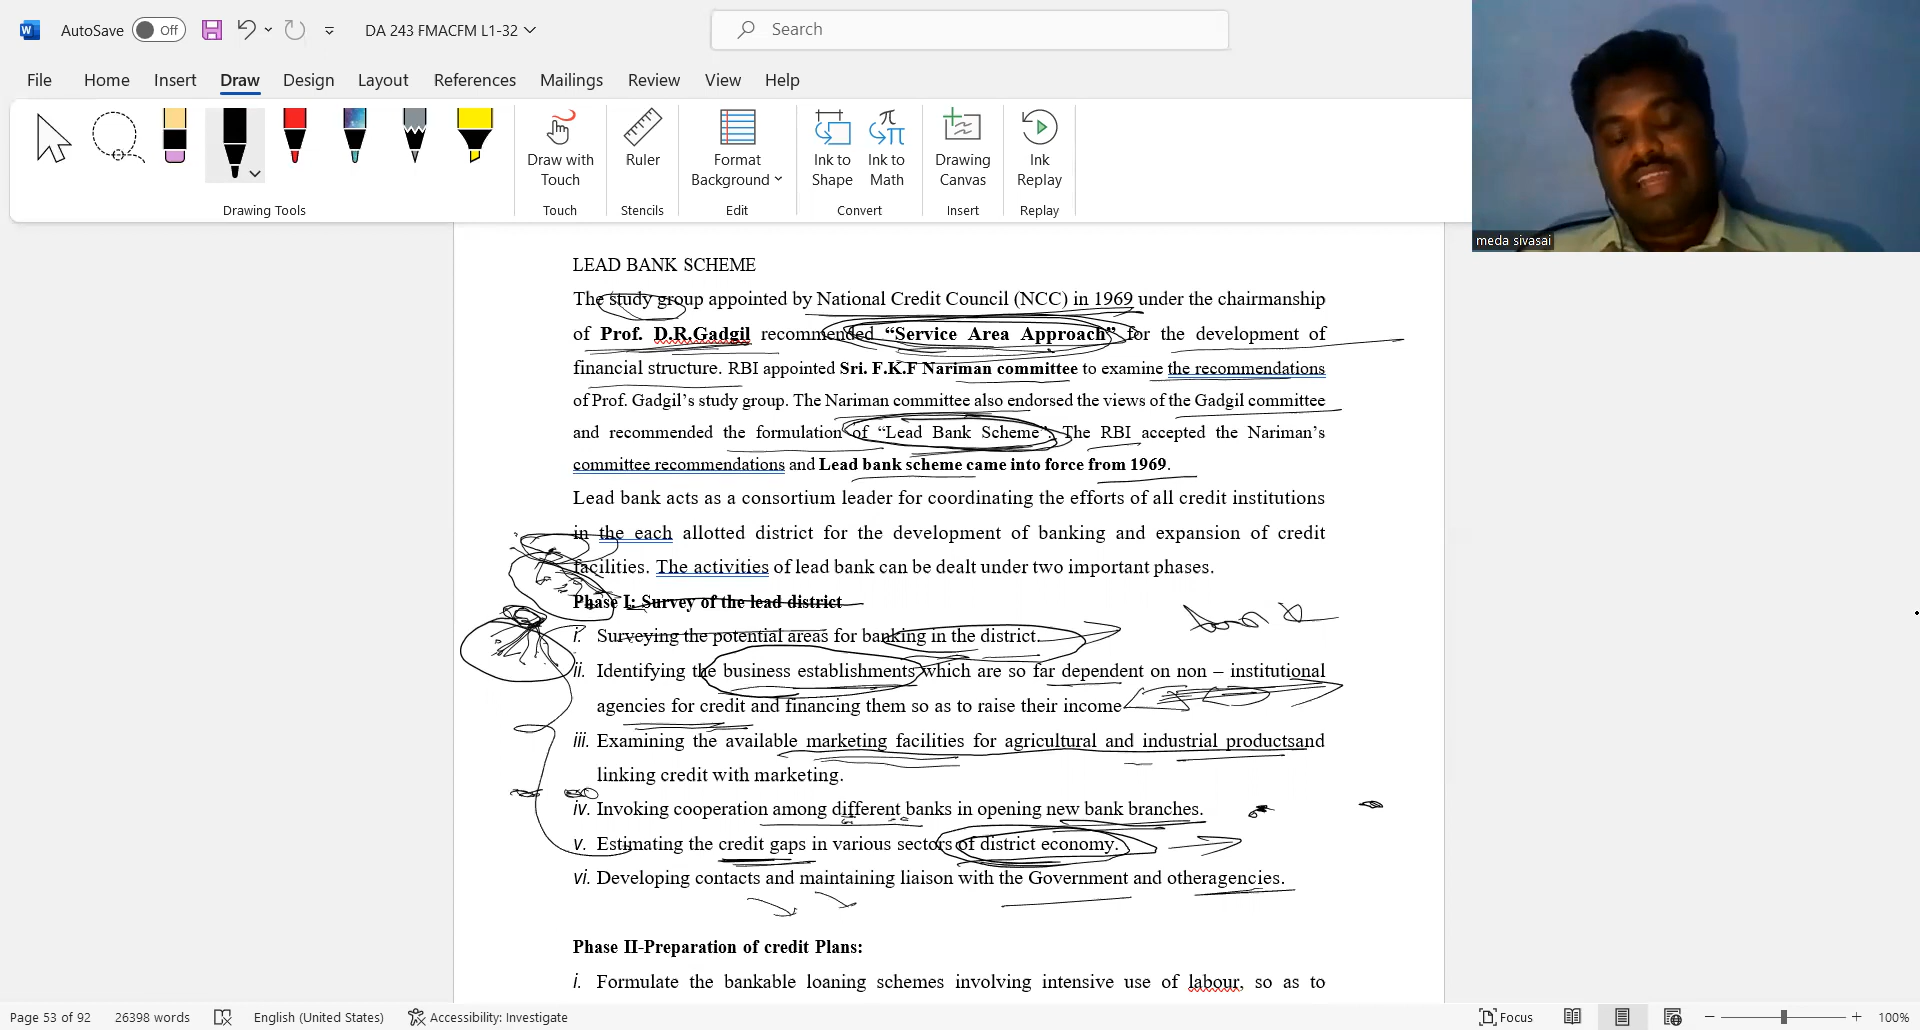 AutoSave Off DA 243 FMACFM L1-32 Search
File Home Insert Draw Design Layout References Mailings Review View Help
Draw with Touch
Ruler
Format Background
Ink to Shape
Ink to Math
Drawing Canvas
Ink Replay
Drawing Tools Touch Stencils Edit Convert Insert Replay
meda sivasai
LEAD BANK SCHEME
The study group appointed by National Credit Council (NCC) in 1969 under the chairmanship
of Prof. D.R.Gadgil recommended “Service Area Approach” for the development of
financial structure. RBI appointed Sri. F.K.F Nariman committee to examine the recommendations
of Prof. Gadgil’s study group. The Nariman committee also endorsed the views of the Gadgil committee
and recommended the formulation of “Lead Bank Scheme”. The RBI accepted the Nariman’s
committee recommendations and Lead bank scheme came into force from 1969.
Lead bank acts as a consortium leader for coordinating the efforts of all credit institutions
in the each allotted district for the development of banking and expansion of credit
facilities. The activities of lead bank can be dealt under two important phases.
Phase I: Survey of the lead district
i. Surveying the potential areas for banking in the district.
ii. Identifying the business establishments which are so far dependent on non – institutional
agencies for credit and financing them so as to raise their income
iii. Examining the available marketing facilities for agricultural and industrial productsand
linking credit with marketing.
iv. Invoking cooperation among different banks in opening new bank branches.
v. Estimating the credit gaps in various sectors of district economy.
vi. Developing contacts and maintaining liaison with the Government and otheragencies.
Phase II-Preparation of credit Plans:
i. Formulate the bankable loaning schemes involving intensive use of labour, so as to
Page 53 of 92 26398 words English (United States) Accessibility: Investigate Focus 100%